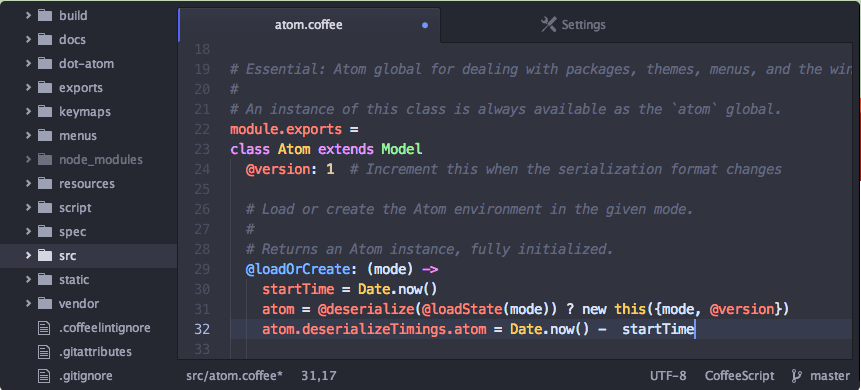 build
docs
dot-atom
exports
keymaps
menus
node_modules
resources
script
spec
src
static
vendor
.coffeelintignore
.gitattributes
.gitignore
atom.coffee
Settings
18
19 # Essential: Atom global for dealing with packages, themes, menus, and the win
20 #
21 # An instance of this class is always available as the `atom` global.
22 module.exports =
23 class Atom extends Model
24 @version: 1 # Increment this when the serialization format changes
25
26 # Load or create the Atom environment in the given mode.
27 #
28 # Returns an Atom instance, fully initialized.
29 @loadOrCreate: (mode) ->
30 startTime = Date.now()
31 atom = @deserialize(@loadState(mode)) ? new this({mode, @version})
32 atom.deserializeTimings.atom = Date.now() - startTime
33
src/atom.coffee* 31,17 UTF-8 CoffeeScript master